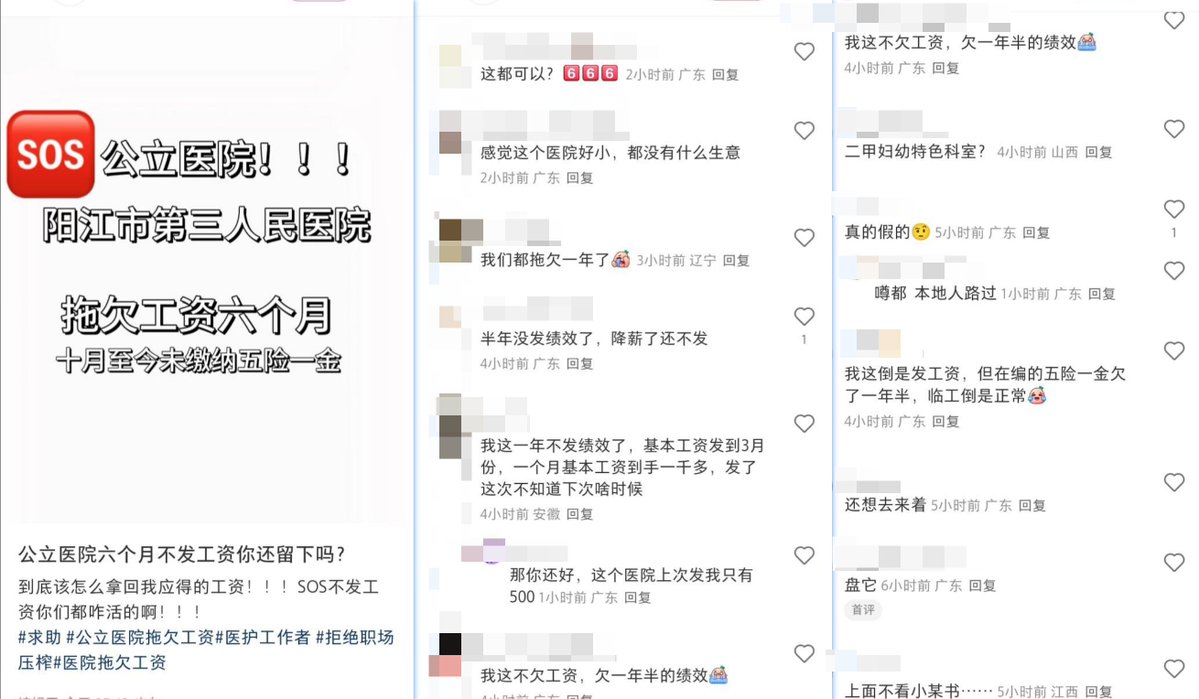 SOS 公立医院！！！
阳江市第三人民医院
拖欠工资六个月
十月至今未缴纳五险一金
公立医院六个月不发工资你还留下吗？
到底该怎么拿回我应得的工资！！！SOS不发工
资你们都咋活的啊！！！
#求助 #公立医院拖欠工资#医护工作者 #拒绝职场
压榨#医院拖欠工资
这都可以？666 2小时前 广东 回复
感觉这个医院好小，都没有什么生意
2小时前 广东 回复
我们都拖欠一年了 3小时前 辽宁 回复
半年没发绩效了，降薪了还不发
1
4小时前 广东 回复
我这一年不发绩效了，基本工资发到3月
份，一个月基本工资到手一千多，发了
这次不知道下次啥时候
4小时前 安徽 回复
那你还好，这个医院上次发我只有
500 1小时前 广东 回复
我这不欠工资，欠一年半的绩效
4小时前 广东 回复
我这不欠工资，欠一年半的绩效
4小时前 广东 回复
二甲妇幼特色科室？ 4小时前 山西 回复
真的假的 5小时前 广东 回复
1
噂都 本地人路过 1小时前 广东 回复
我这倒是发工资，但在编的五险一金欠
了一年半，临工倒是正常
4小时前 广东 回复
还想去来着 5小时前 广东 回复
盘它 6小时前 广东 回复
首评
上面不看小某书…… 5小时前 江西 回复